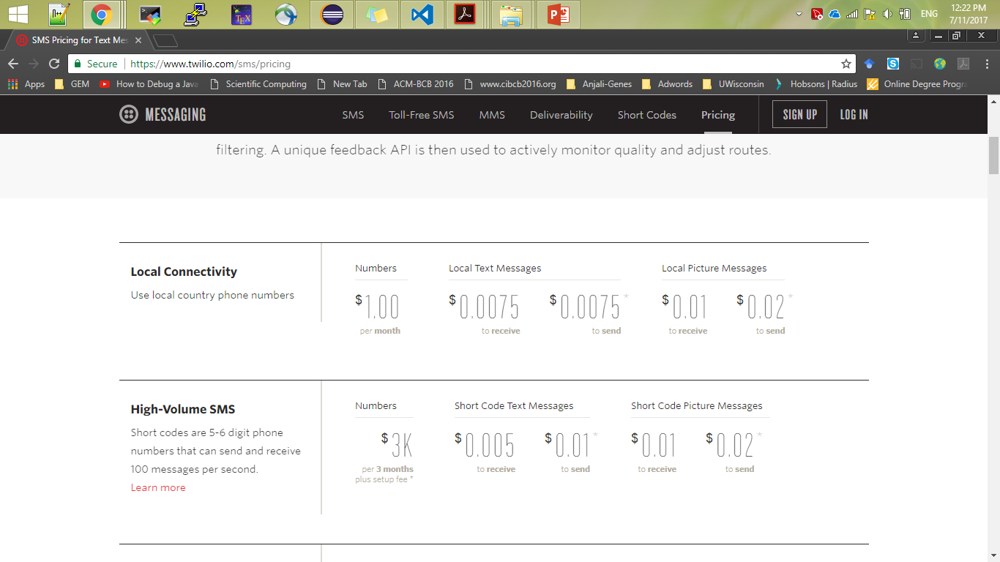 ENG
12:22 PM
7/11/2017
SMS Pricing for Text Mes
Secure
https://www.twilio.com/sms/pricing
Apps
GEM
How to Debug a Java
Scientific Computing
New Tab
ACM-BCB 2016
www.cibcb2016.org
Anjali-Genes
Adwords
UWisconsin
Hobsons | Radius
Online Degree Progra
MESSAGING
SMS
Toll-Free SMS
MMS
Deliverability
Short Codes
Pricing
SIGN UP
LOG IN
filtering. A unique feedback API is then used to actively monitor quality and adjust routes.
Local Connectivity
Use local country phone numbers
Numbers
$1.00
per month
Local Text Messages
$0.0075
to receive
$0.0075*
to send
Local Picture Messages
$0.01
to receive
$0.02*
to send
High-Volume SMS
Short codes are 5-6 digit phone
numbers that can send and receive
100 messages per second.
Learn more
Numbers
$3K
per 3 months
plus setup fee *
Short Code Text Messages
$0.005
to receive
$0.01*
to send
Short Code Picture Messages
$0.01
to receive
$0.02*
to send